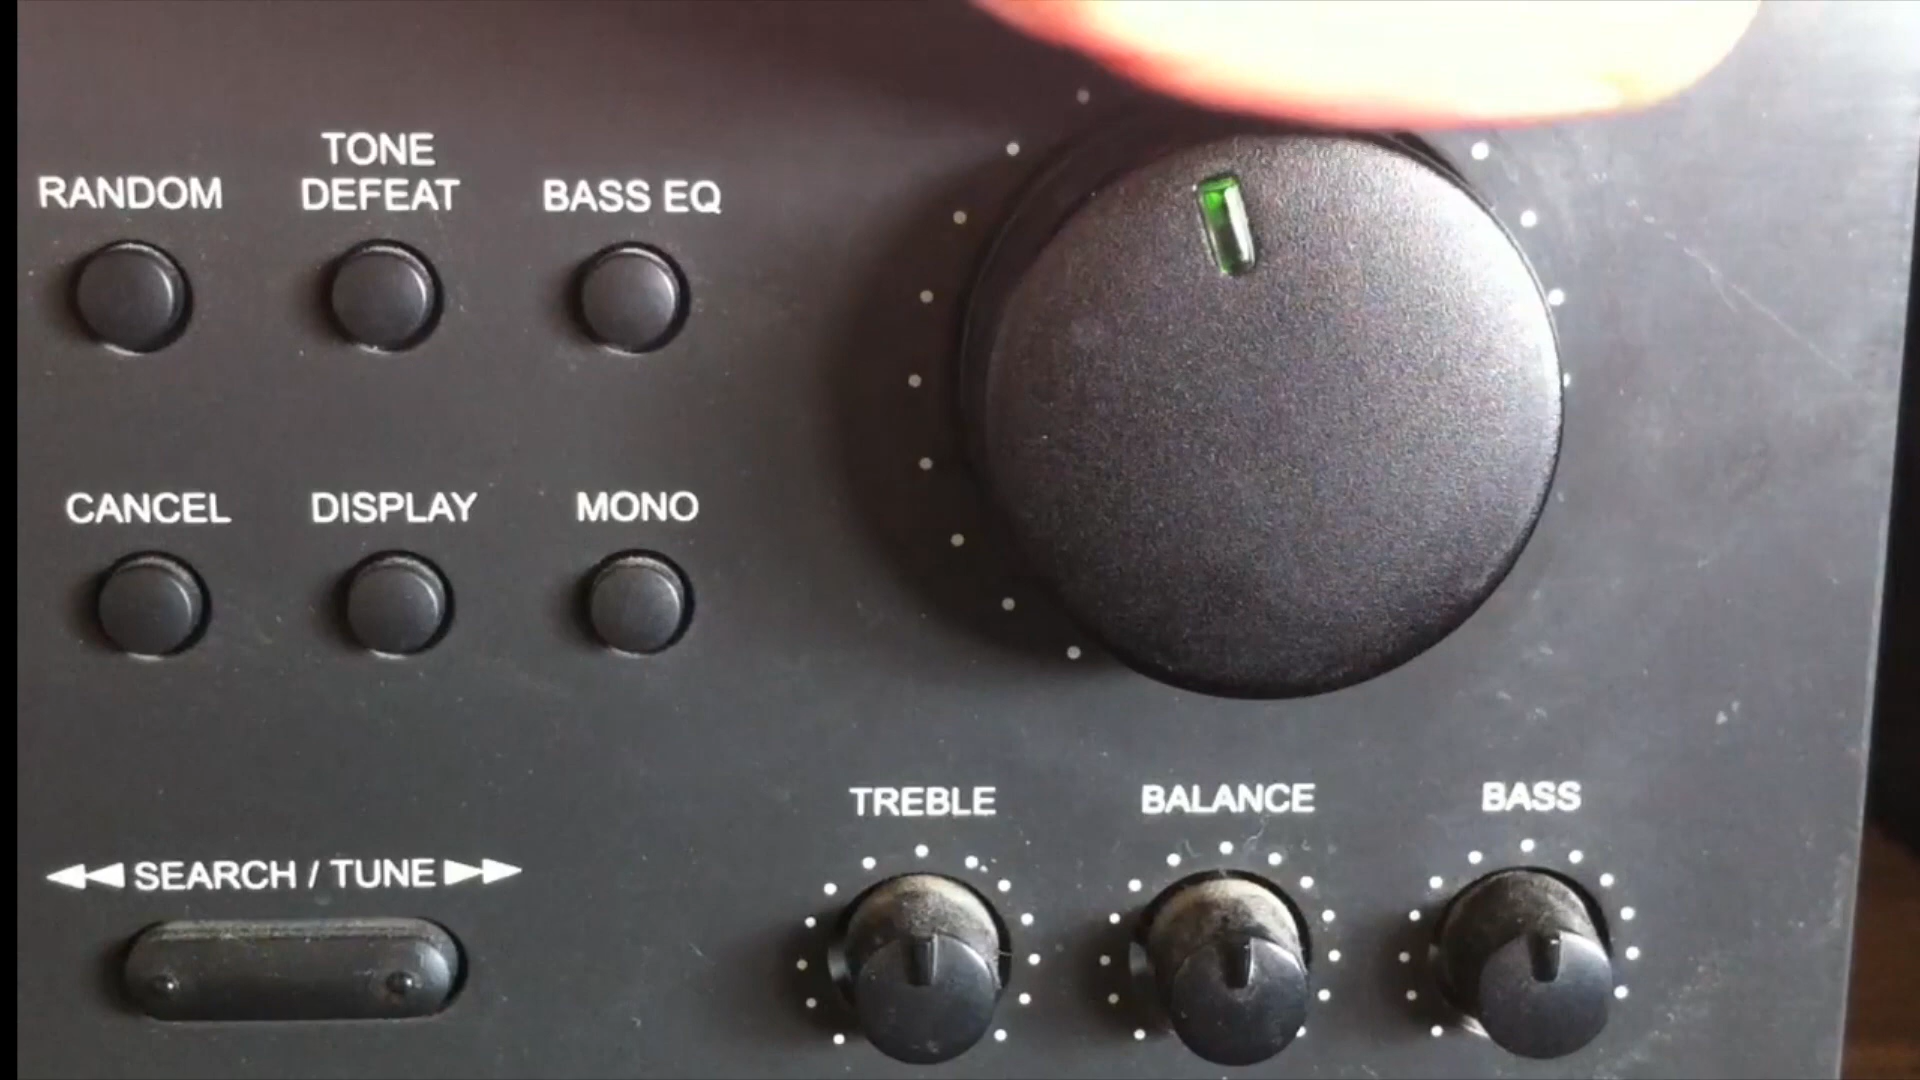 RANDOM
TONE
DEFEAT
BASS EQ
CANCEL
DISPLAY
MONO
TREBLE
BALANCE
BASS
SEARCH / TUNE